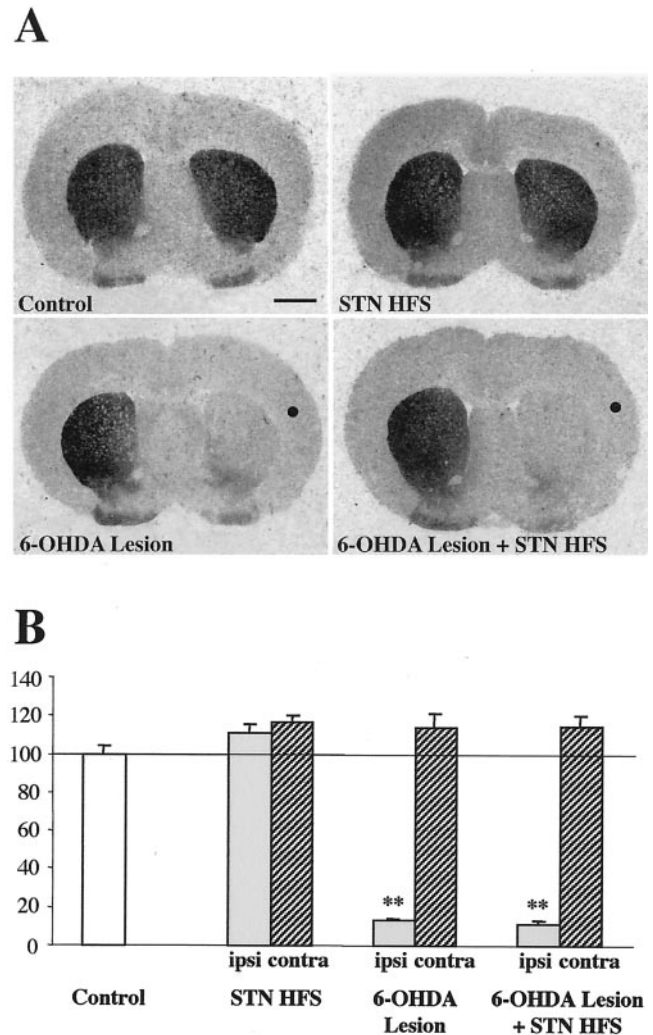 A
Control
STN HFS
6-OHDA Lesion
6-OHDA Lesion + STN HFS
B
140
120
100
80
60
40
20
0
**
**
ipsi contra
ipsi contra
ipsi contra
Control
STN HFS
6-OHDA
Lesion
6-OHDA Lesion
+ STN HFS